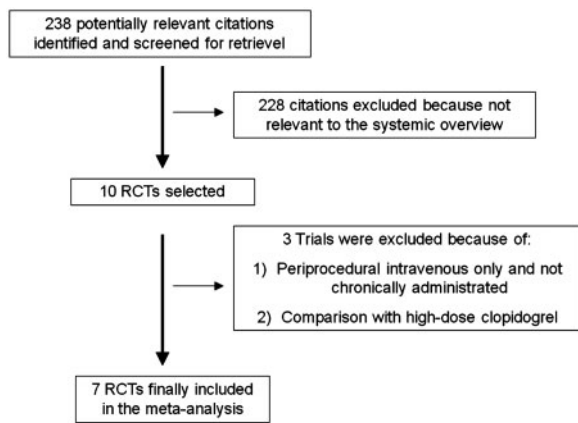 238 potentially relevant citations
identified and screened for retrievel
228 citations excluded because not
relevant to the systemic overview
10 RCTs selected
3 Trials were excluded because of:
1) Periprocedural intravenous only and not
chronically administrated
2) Comparison with high-dose clopidogrel
7 RCTs finally included
in the meta-analysis